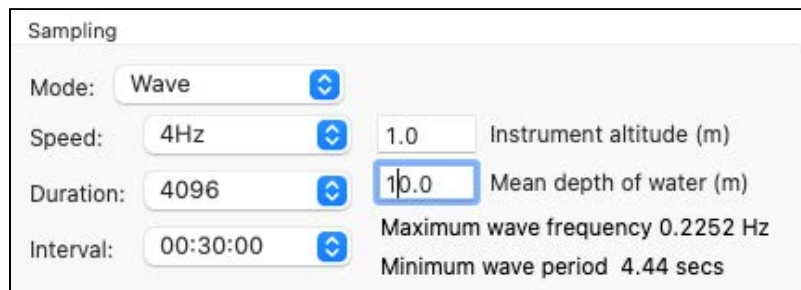 Sampling
Mode: Wave
Speed: 4Hz 1.0 Instrument altitude (m)
Duration: 4096 10.0 Mean depth of water (m)
Interval: 00:30:00 Maximum wave frequency 0.2252 Hz
Minimum wave period 4.44 secs